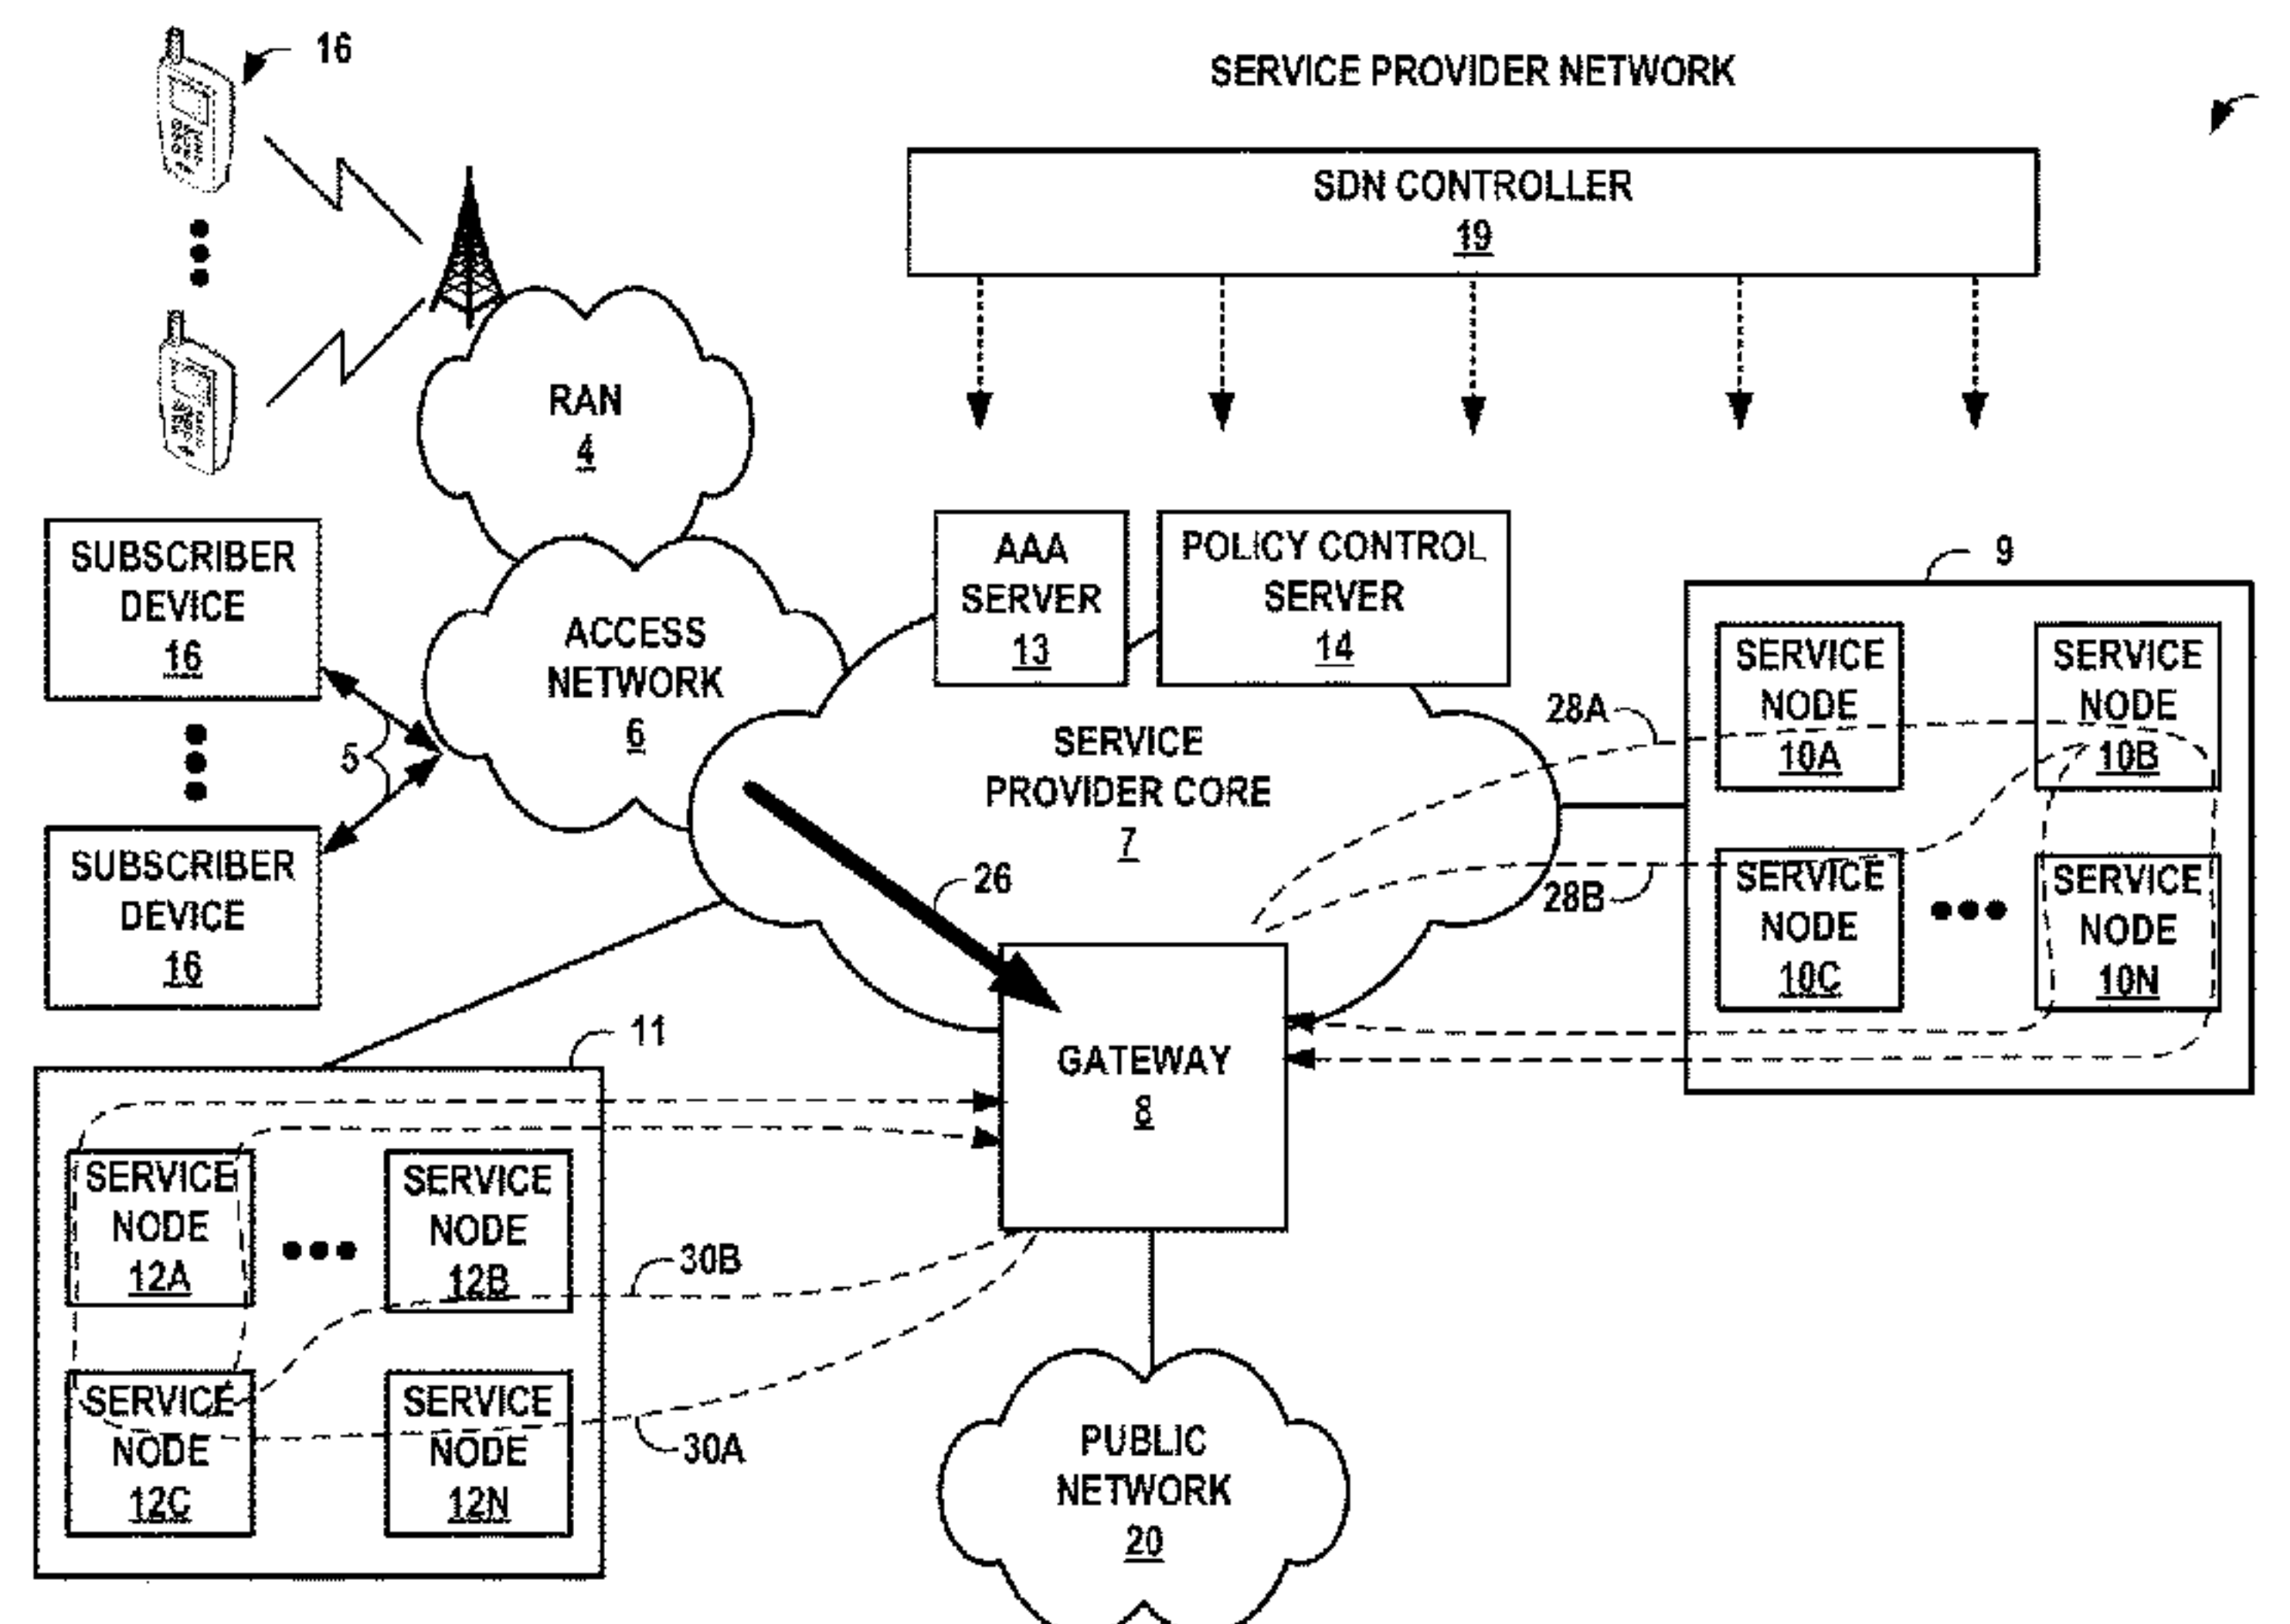 16
SERVICE PROVIDER NETWORK
SDN CONTROLLER
19
RAN
4
SUBSCRIBER
DEVICE
16
ACCESS
NETWORK
6
AAA
SERVER
13
POLICY CONTROL
SERVER
14
9
SERVICE
NODE
10A
SERVICE
NODE
10B
28A
5
SERVICE
PROVIDER CORE
7
SUBSCRIBER
DEVICE
16
26
28B
SERVICE
NODE
10C
SERVICE
NODE
10N
11
GATEWAY
8
SERVICE
NODE
12A
SERVICE
NODE
12B
30B
SERVICE
NODE
12C
SERVICE
NODE
12N
30A
PUBLIC
NETWORK
20